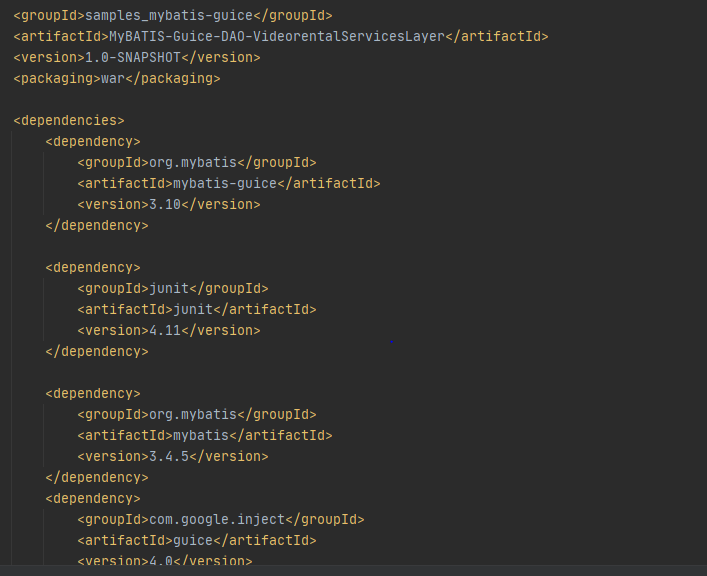 <groupId>samples_mybatis-guice</groupId>
<artifactId>MyBATIS-Guice-DAO-VideorentalServicesLayer</artifactId>
<version>1.0-SNAPSHOT</version>
<packaging>war</packaging>
<dependencies>
<dependency>
<groupId>org.mybatis</groupId>
<artifactId>mybatis-guice</artifactId>
<version>3.10</version>
</dependency>
<dependency>
<groupId>junit</groupId>
<artifactId>junit</artifactId>
<version>4.11</version>
</dependency>
<dependency>
<groupId>org.mybatis</groupId>
<artifactId>mybatis</artifactId>
<version>3.4.5</version>
</dependency>
<dependency>
<groupId>com.google.inject</groupId>
<artifactId>guice</artifactId>
<version>4.0</version>